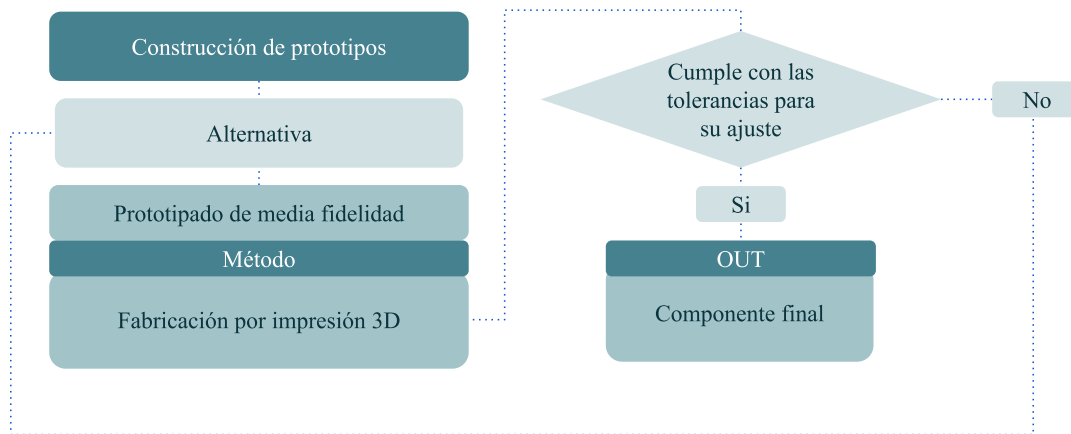 Construcción de prototipos
Alternativa
Prototipado de media fidelidad
Método
Fabricación por impresión 3D
Cumple con las
tolerancias para
su ajuste
No
Si
OUT
Componente final